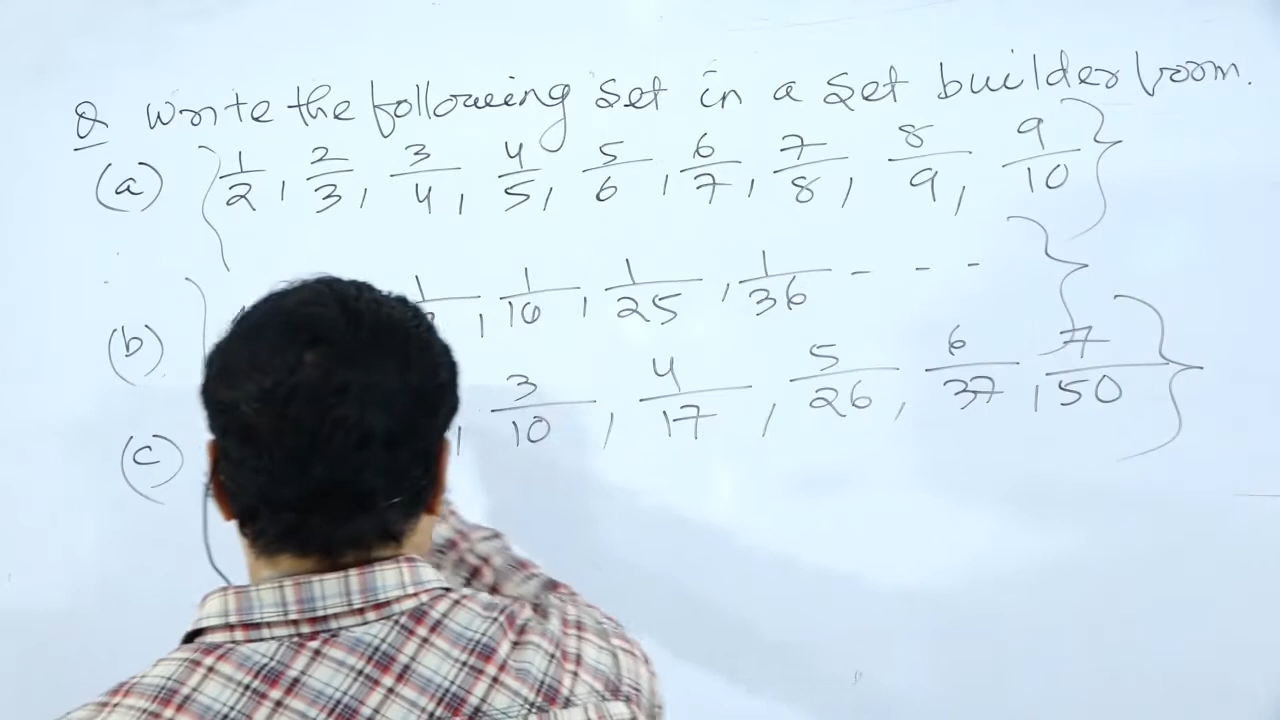 Q Write the following set in a set builder form.
(a) { 1/2, 2/3, 3/4, 4/5, 5/6, 6/7, 7/8, 8/9, 9/10 }
(b) { 1/16, 1/25, 1/36 - - - }
(c) 3/10, 4/17, 5/26, 6/37, 7/50 }